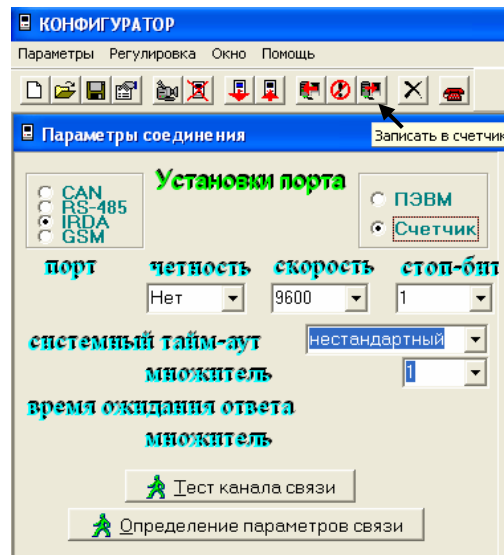 КОНФИГУРАТОР
Параметры Регулировка Окно Помощь
Параметры соединения
Записать в счетчик
Установки порта
CAN
RS-485
IRDA
GSM
ПЭВМ
Счетчик
порт четность скорость стоп-бит
Нет 9600 1
системный тайм-аут нестандартный
множитель 1
время ожидания ответа
множитель
Тест канала связи
Определение параметров связи